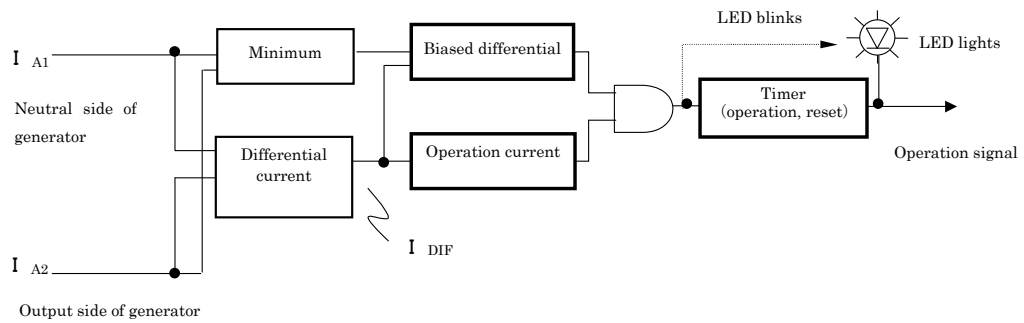 LED blinks
I A1
Minimum
Biased differential
LED lights
Neutral side of
generator
Timer
(operation, reset)
Differential
current
Operation current
Operation signal
I DIF
I A2
Output side of generator